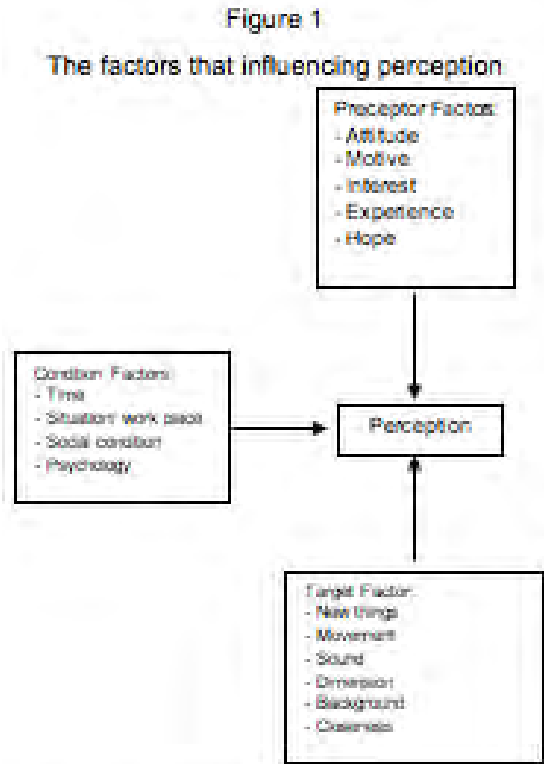 Figure 1
The factors that influencing perception
Preceptor Factos:
- Attitude
- Motive
- Interest
- Experience
- Hope
Condition Factors:
- Time
- Situation/ work place
- Social condition
- Psychology
Perception
Target Factor:
- New things
- Movement
- Sound
- Dimension
- Background
- Closeness